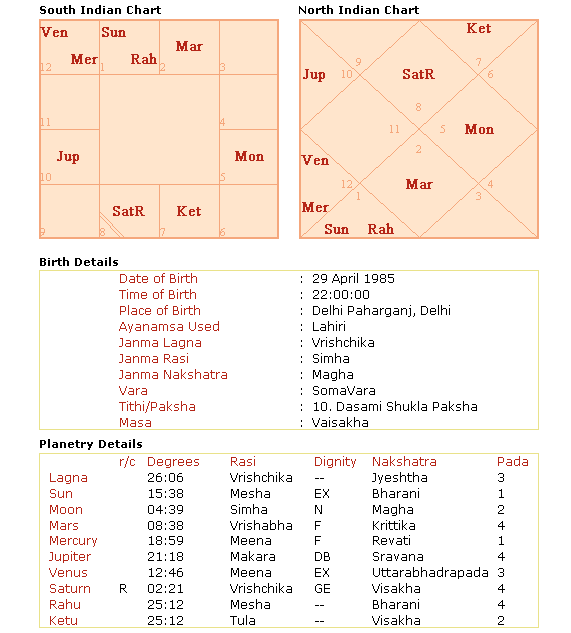 South Indian Chart
North Indian Chart
Ven
Sun
Mar
Mer
Rah
12
1
2
3
11
4
Jup
Mon
10
5
SatR
Ket
9
8
7
6
Ket
9
7
Jup
10
SatR
6
8
11
5
Mon
2
Ven
Mar
12
4
1
3
Mer
Sun
Rah
Birth Details
Date of Birth : 29 April 1985
Time of Birth : 22:00:00
Place of Birth : Delhi Paharganj, Delhi
Ayanamsa Used : Lahiri
Janma Lagna : Vrishchika
Janma Rasi : Simha
Janma Nakshatra : Magha
Vara : SomaVara
Tithi/Paksha : 10. Dasami Shukla Paksha
Masa : Vaisakha
Planetry Details
r/c Degrees Rasi Dignity Nakshatra Pada
Lagna 26:06 Vrishchika -- Jyeshtha 3
Sun 15:38 Mesha EX Bharani 1
Moon 04:39 Simha N Magha 2
Mars 08:38 Vrishabha F Krittika 4
Mercury 18:59 Meena F Revati 1
Jupiter 21:18 Makara DB Sravana 4
Venus 12:46 Meena EX Uttarabhadrapada 3
Saturn R 02:21 Vrishchika GE Visakha 4
Rahu 25:12 Mesha -- Bharani 4
Ketu 25:12 Tula -- Visakha 2